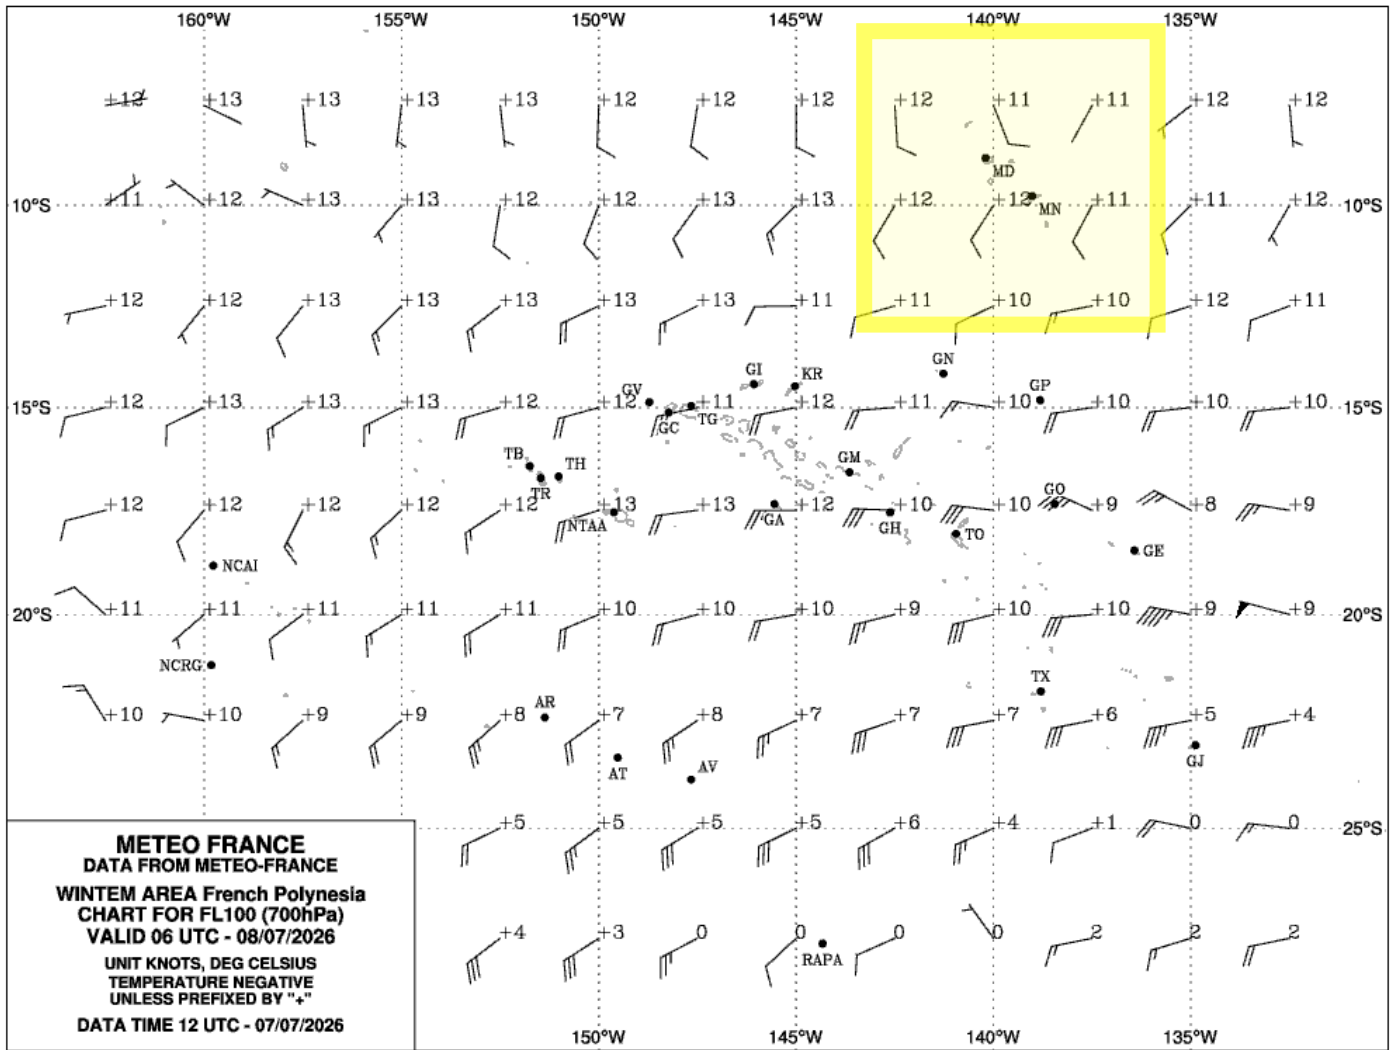 160°W 155°W 150°W 145°W 140°W 135°W
+12 +13 +13 +13 +13 +12 +12 +12 +12 +11 +11 +12 +12
MD
10°S +11 +12 +13 +13 +12 +12 +13 +13 +12 +12 MN +11 +11 +12 10°S
+12 +12 +13 +13 +13 +13 +13 +11 +11 +10 +10 +12 +11
GV GI KR GN GP
15°S +12 +13 +13 +13 +12 +12 +11 +12 +11 +10 +10 +10 +10 15°S
GC TG
TB TH GM
TR GO
+12 +12 +12 +12 +12 +13 +13 +12 +10 +10 +9 +8 +9
NTAA GA GH TO GE
NCAI
20°S +11 +11 +11 +11 +11 +10 +10 +10 +9 +10 +10 +9 +9 20°S
NCRG TX
AR
+10 +10 +9 +9 +8 +7 +8 +7 +7 +7 +6 +5 +4
AT AV GJ
+5 +5 +5 +5 +6 +4 +1 0 0 25°S
METEO FRANCE
DATA FROM METEO-FRANCE
WINTEM AREA French Polynesia
CHART FOR FL100 (700hPa)
VALID 06 UTC - 08/07/2026
UNIT KNOTS, DEG CELSIUS
TEMPERATURE NEGATIVE
UNLESS PREFIXED BY "+"
DATA TIME 12 UTC - 07/07/2026
+4 +3 0 0 0 0 2 2 2
RAPA
150°W 145°W 140°W 135°W